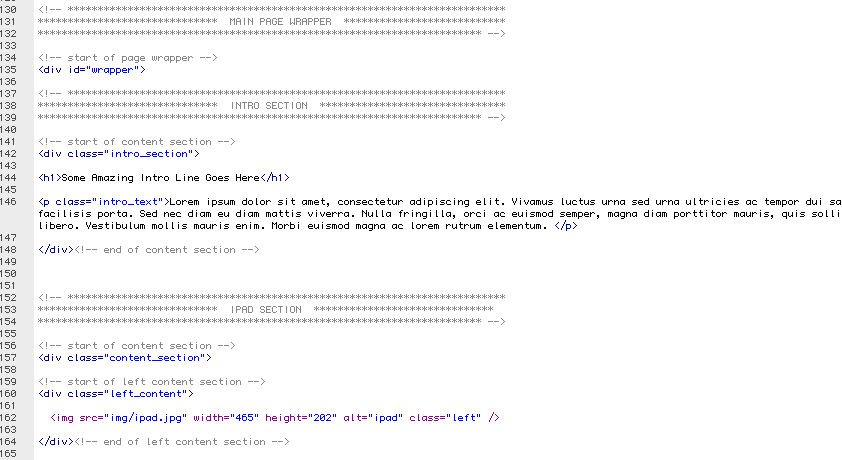 130 <!-- *************************************************************************
131 ******************************  MAIN PAGE WRAPPER  ***************************
132 ************************************************************************** -->
133
134 <!-- start of page wrapper -->
135 <div id="wrapper">
136
137 <!-- *************************************************************************
138 ******************************  INTRO SECTION  *******************************
139 ************************************************************************** -->
140
141 <!-- start of content section -->
142 <div class="intro_section">
143
144 <h1>Some Amazing Intro Line Goes Here</h1>
145
146 <p class="intro_text">Lorem ipsum dolor sit amet, consectetur adipiscing elit. Vivamus luctus urna sed urna ultricies ac tempor dui sa
facilisis porta. Sed nec diam eu diam mattis viverra. Nulla fringilla, orci ac euismod semper, magna diam porttitor mauris, quis solli
libero. Vestibulum mollis mauris enim. Morbi euismod magna ac lorem rutrum elementum. </p>
147
148 </div><!-- end of content section -->
149
150
151
152 <!-- *************************************************************************
153 ******************************  IPAD SECTION  ******************************
154 ************************************************************************** -->
155
156 <!-- start of content section -->
157 <div class="content_section">
158
159 <!-- start of left content section -->
160 <div class="left_content">
161
162   <img src="img/ipad.jpg" width="465" height="202" alt="ipad" class="left" />
163
164 </div><!-- end of left content section -->
165